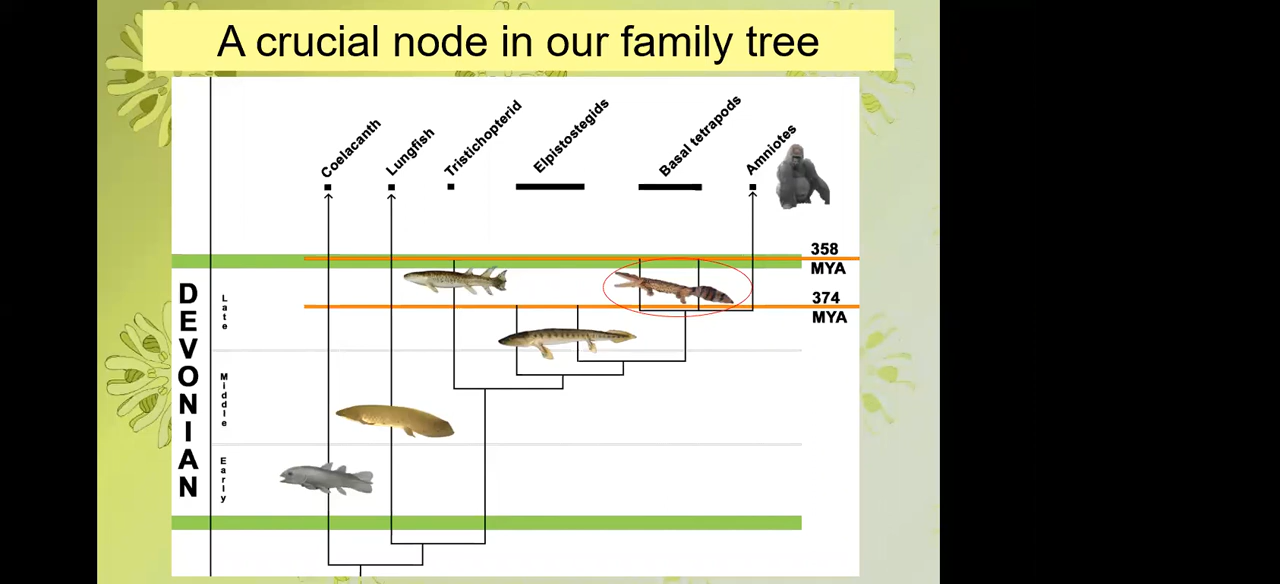 A crucial node in our family tree
Coelacanth
Lungfish
Tristichopterid
Elpistostegids
Basal tetrapods
Amniotes
358
MYA
374
MYA
DEVONIAN
Late
Middle
Early